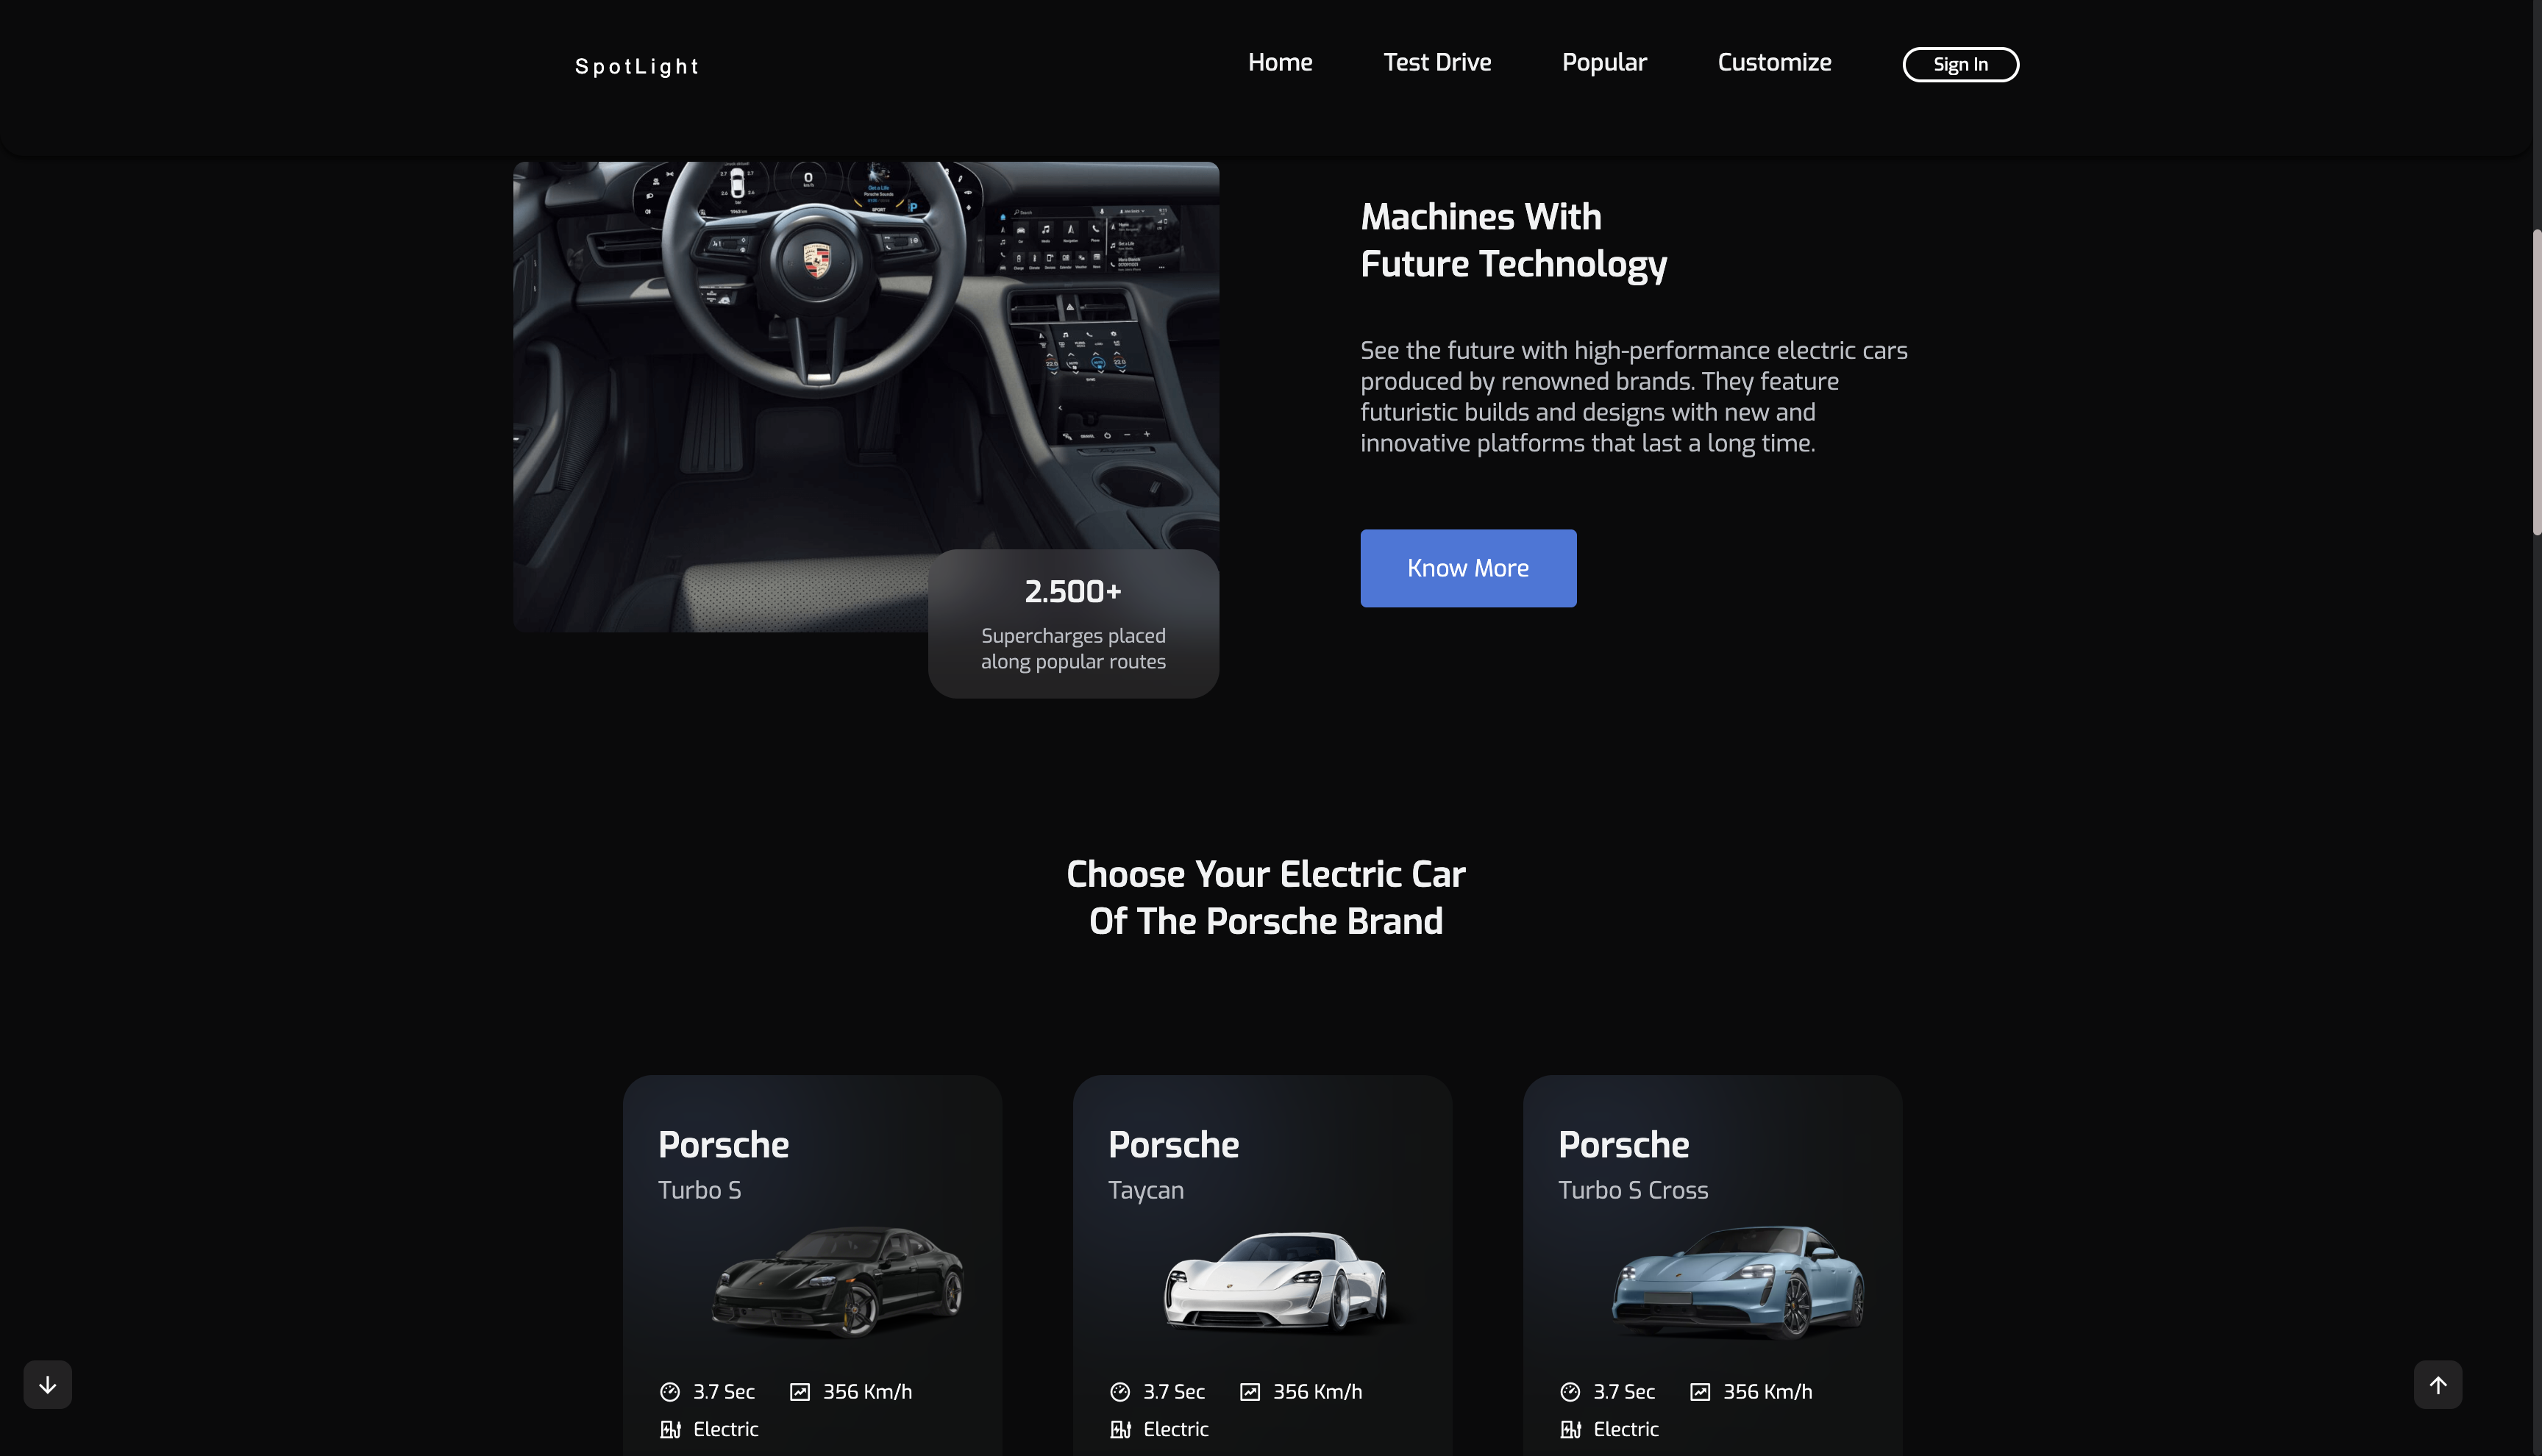 SpotLight
Home
Test Drive
Popular
Customize
Sign In
Machines With
Future Technology
See the future with high-performance electric cars
produced by renowned brands. They feature
futuristic builds and designs with new and
innovative platforms that last a long time.
Know More
2.500+
Supercharges placed
along popular routes
Choose Your Electric Car
Of The Porsche Brand
Porsche
Turbo S
3.7 Sec
356 Km/h
Electric
Porsche
Taycan
3.7 Sec
356 Km/h
Electric
Porsche
Turbo S Cross
3.7 Sec
356 Km/h
Electric